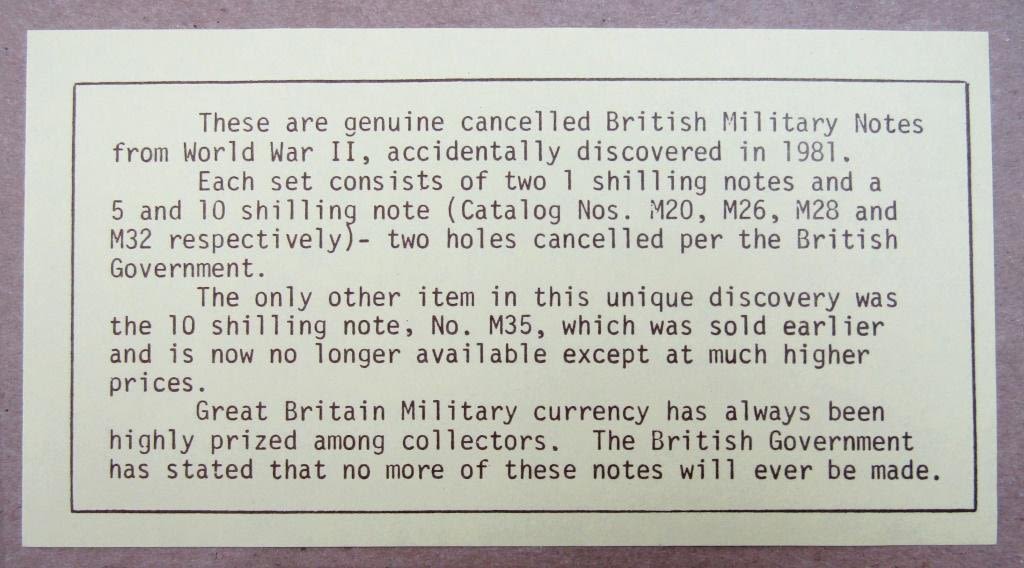 These are genuine cancelled British Military Notes
from World War II, accidentally discovered in 1981.
Each set consists of two 1 shilling notes and a
5 and 10 shilling note (Catalog Nos. M20, M26, M28 and
M32 respectively)- two holes cancelled per the British
Government.
The only other item in this unique discovery was
the 10 shilling note, No. M35, which was sold earlier
and is now no longer available except at much higher
prices.
Great Britain Military currency has always been
highly prized among collectors. The British Government
has stated that no more of these notes will ever be made.